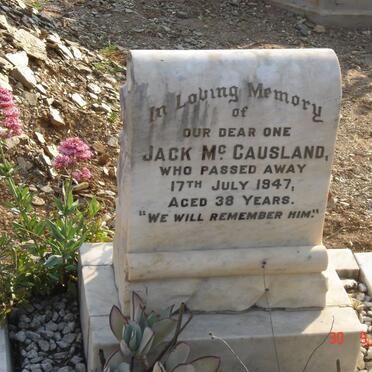 In Loving Memory
of
OUR DEAR ONE
JACK Mc CAUSLAND,
WHO PASSED AWAY
17TH JULY 1947,
AGED 38 YEARS.
"WE WILL REMEMBER HIM."
30